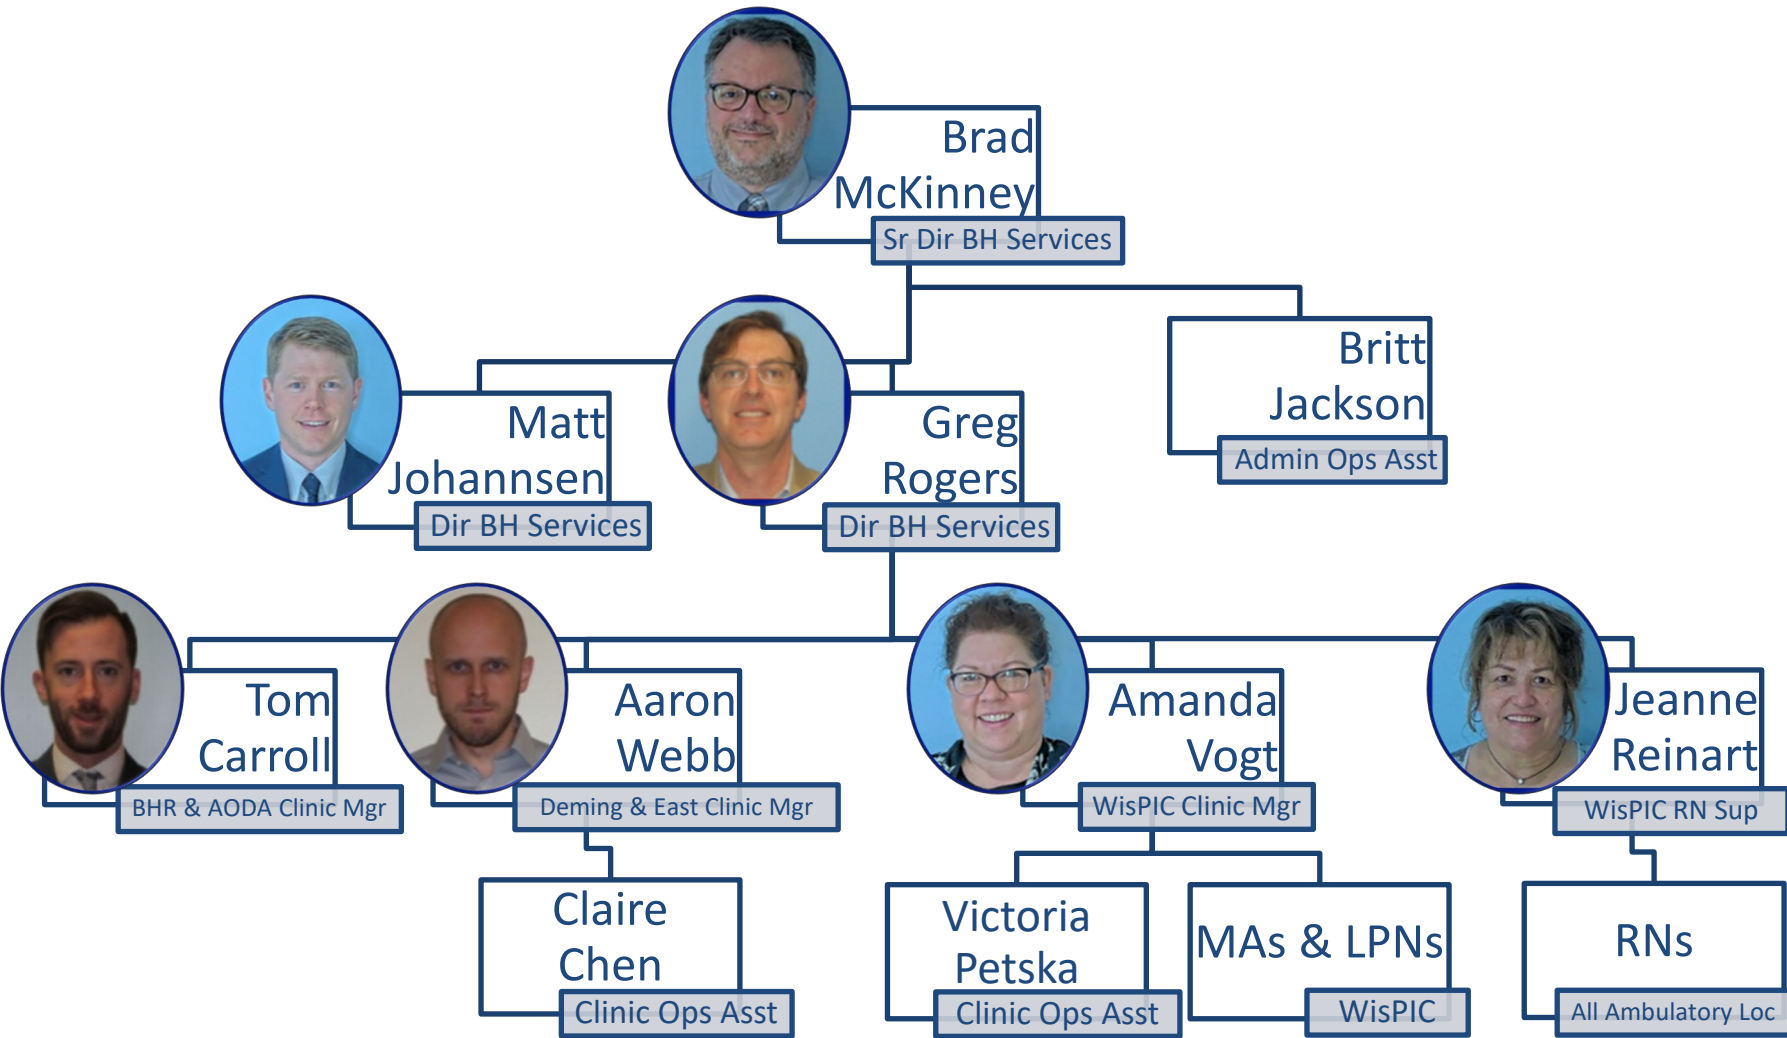 Brad
McKinney
Sr Dir BH Services
Matt
Johannsen
Dir BH Services
Greg
Rogers
Dir BH Services
Britt
Jackson
Admin Ops Asst
Tom
Carroll
BHR & AODA Clinic Mgr
Aaron
Webb
Deming & East Clinic Mgr
Amanda
Vogt
WisPIC Clinic Mgr
Jeanne
Reinart
WisPIC RN Sup
Claire
Chen
Clinic Ops Asst
Victoria
Petska
Clinic Ops Asst
MAs & LPNs
WisPIC
RNs
All Ambulatory Loc